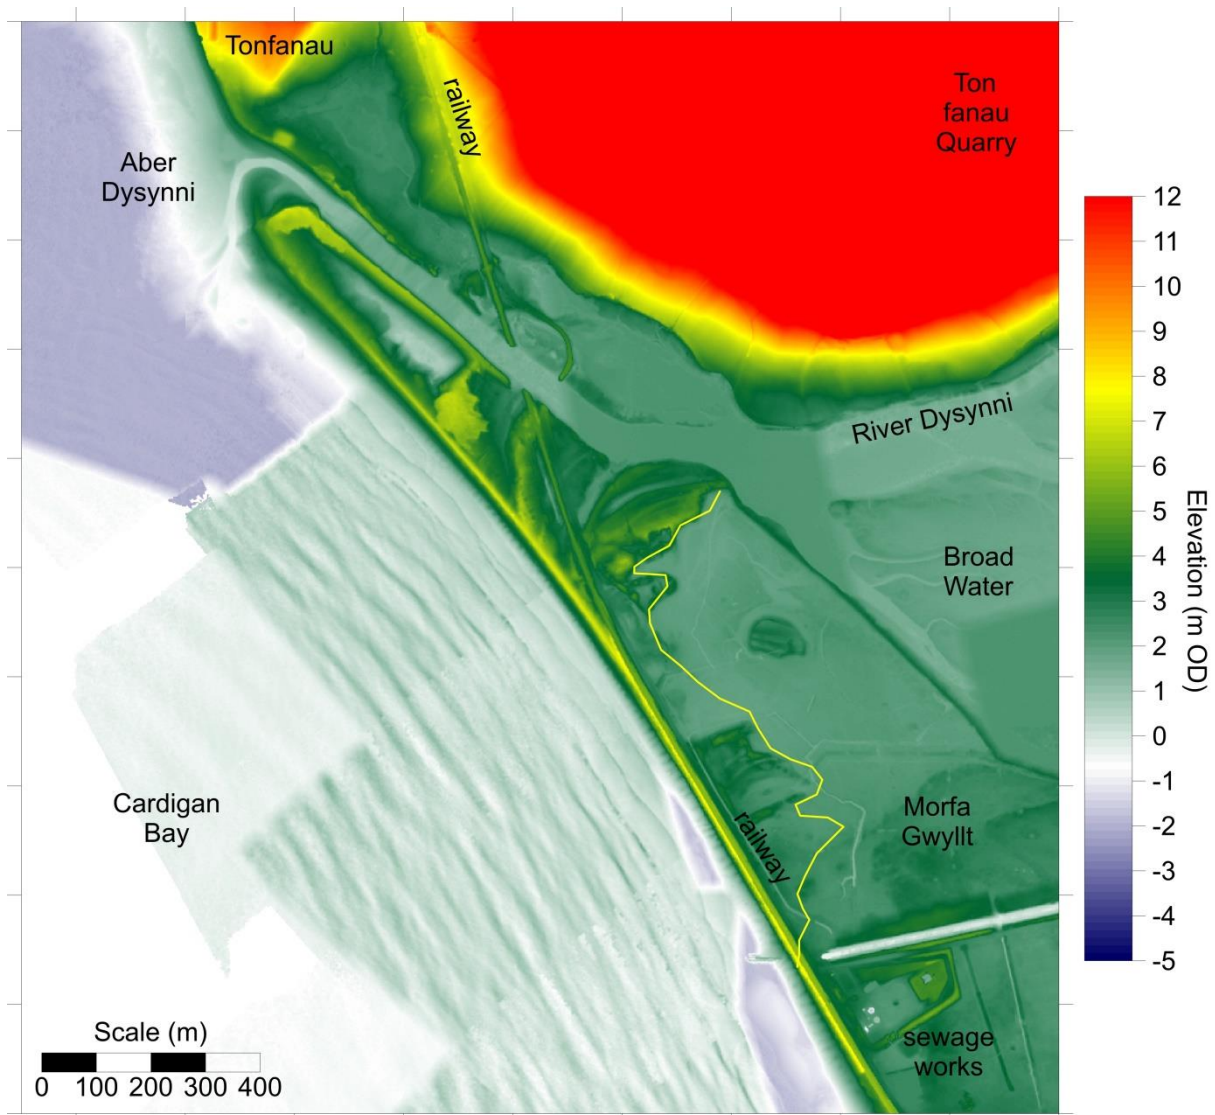 Tonfanau
railway
Ton
fanau
Quarry
Aber
Dysynni
River Dysynni
Broad
Water
Cardigan
Bay
railway
Morfa
Gwyllt
sewage
works
Scale (m)
0 100 200 300 400
12
11
10
9
8
7
6
5
4
3
2
1
0
-1
-2
-3
-4
-5
Elevation (m OD)